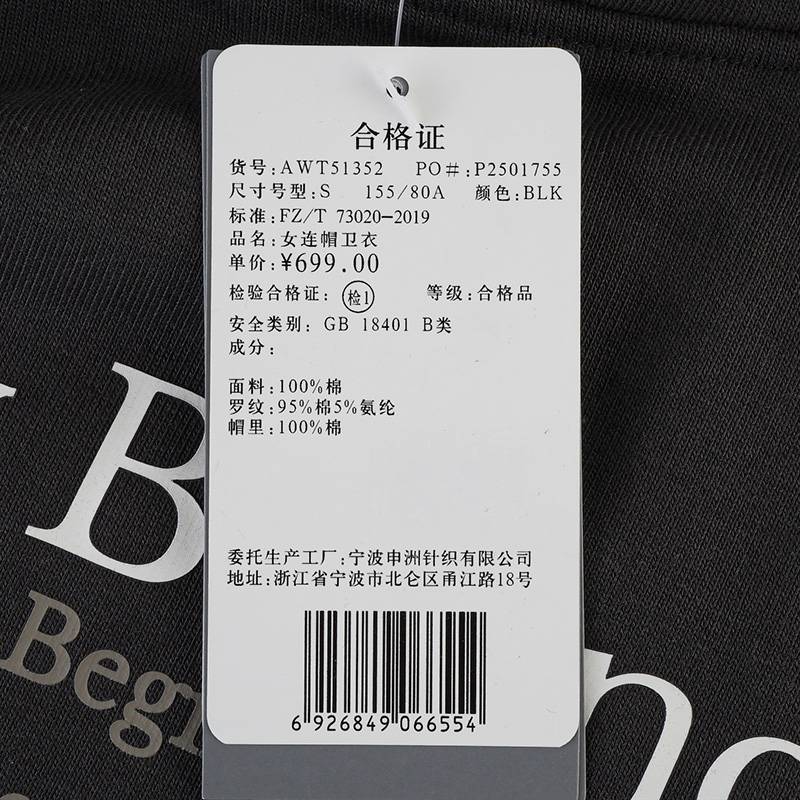 合格证
货号:AWT51352 PO#:P2501755
尺寸号型:S 155/80A 颜色:BLK
标准:FZ/T 73020-2019
品名:女连帽卫衣
单价:¥699.00
检验合格证: 检1 等级:合格品
安全类别: GB 18401 B类
成分:
面料:100%棉
罗纹:95%棉5%氨纶
帽里:100%棉
委托生产工厂:宁波申洲针织有限公司
地址:浙江省宁波市北仑区甬江路18号
6 926849 066554
B
Beg